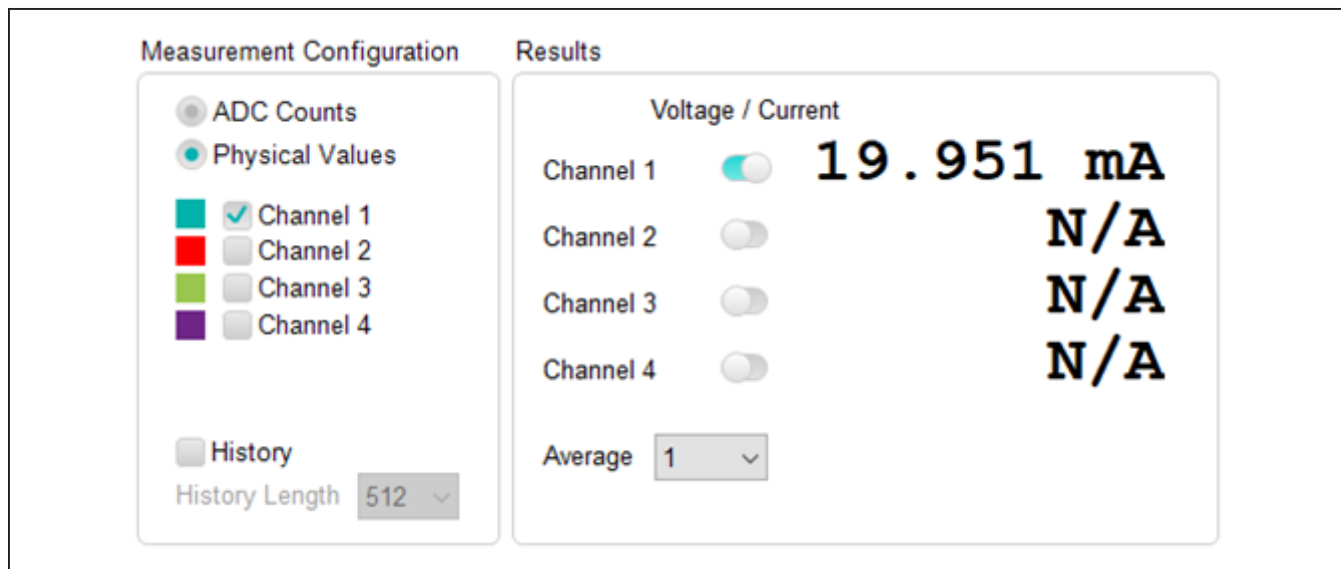 Measurement Configuration
ADC Counts
Physical Values
Channel 1
Channel 2
Channel 3
Channel 4
History
History Length 512
Results
Voltage / Current
Channel 1 19.951 mA
Channel 2 N/A
Channel 3 N/A
Channel 4 N/A
Average 1